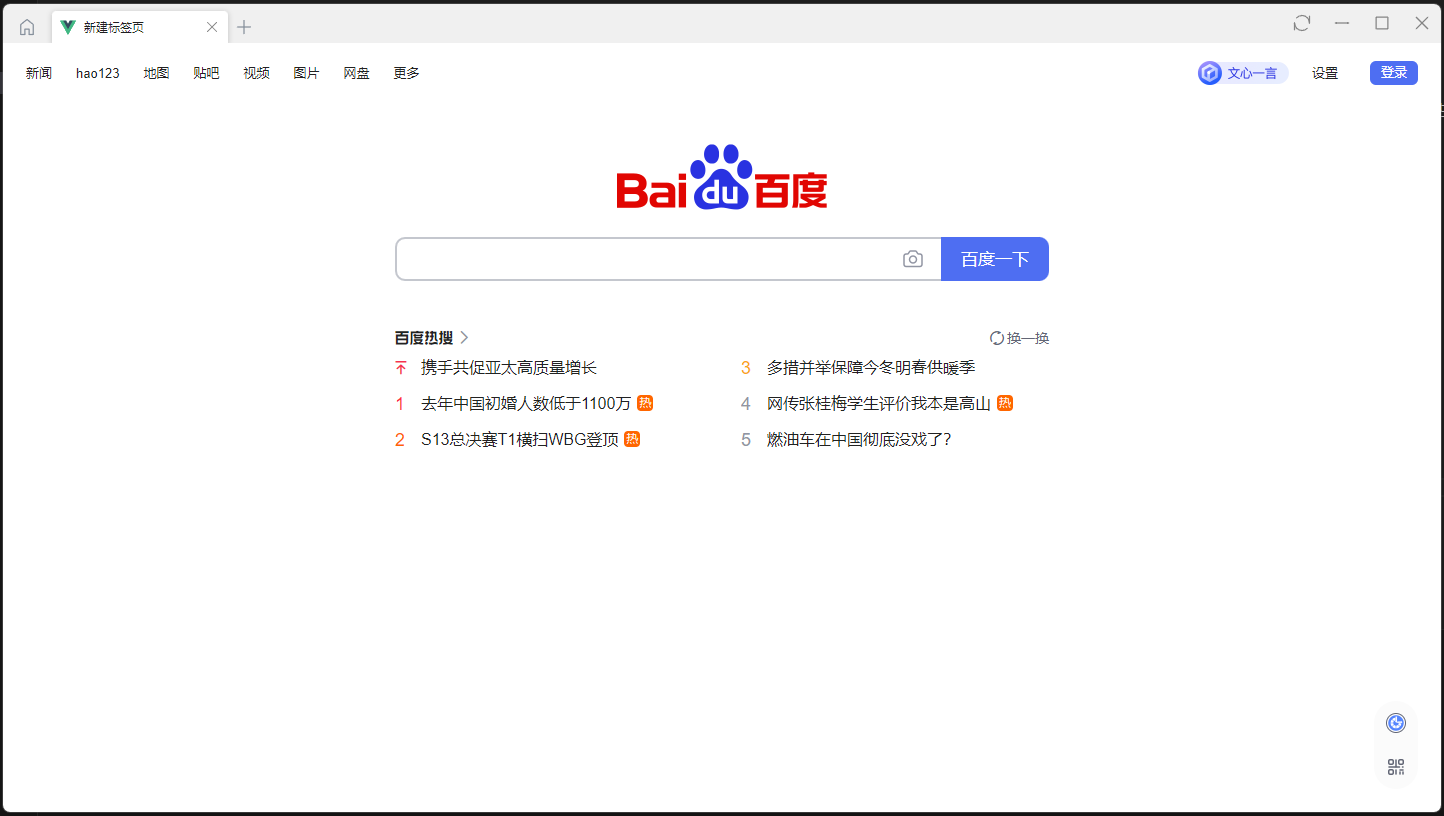 新建标签页
新闻 hao123 地图 贴吧 视频 图片 网盘 更多 文心一言 设置 登录
Bai du 百度
百度一下
百度热搜 换一换
携手共促亚太高质量增长
1 去年中国初婚人数低于1100万 热
2 S13总决赛T1横扫WBG登顶 热
3 多措并举保障今冬明春供暖季
4 网传张桂梅学生评价我本是高山 热
5 燃油车在中国彻底没戏了?